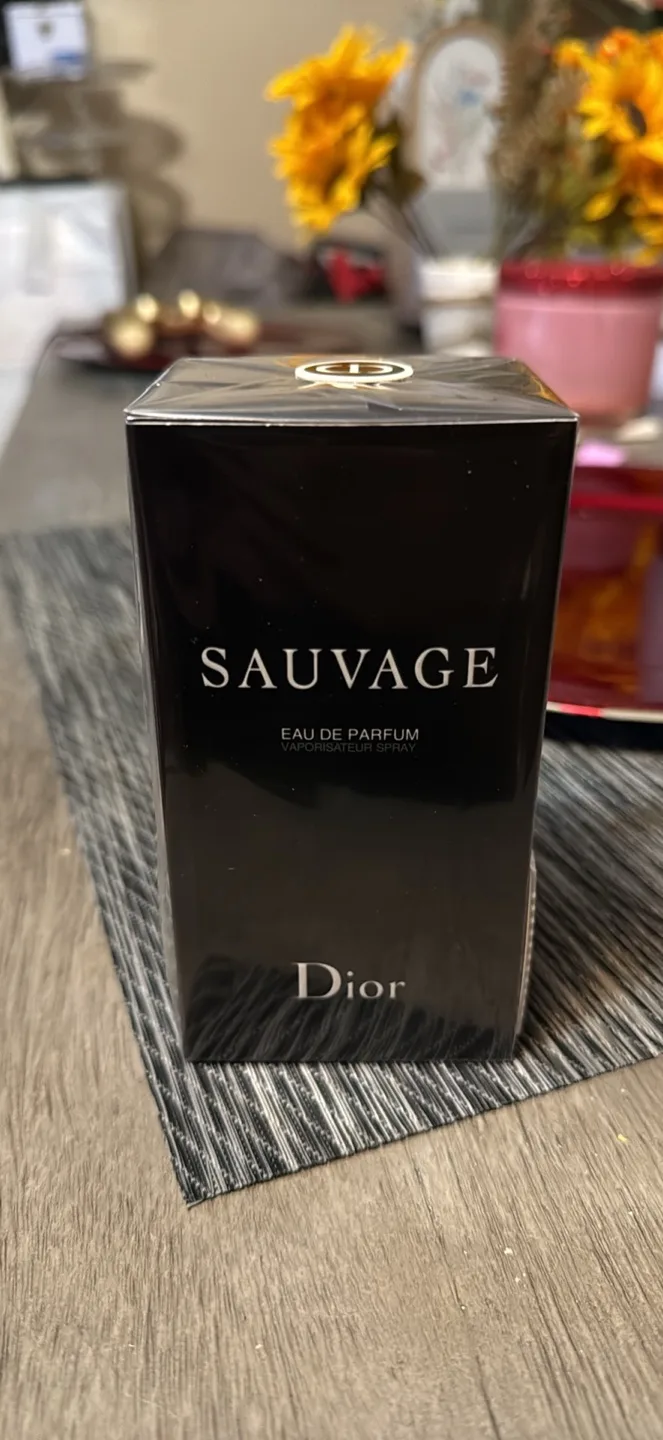 SAUVAGE
EAU DE PARFUM
VAPORISATEUR SPRAY
Dior